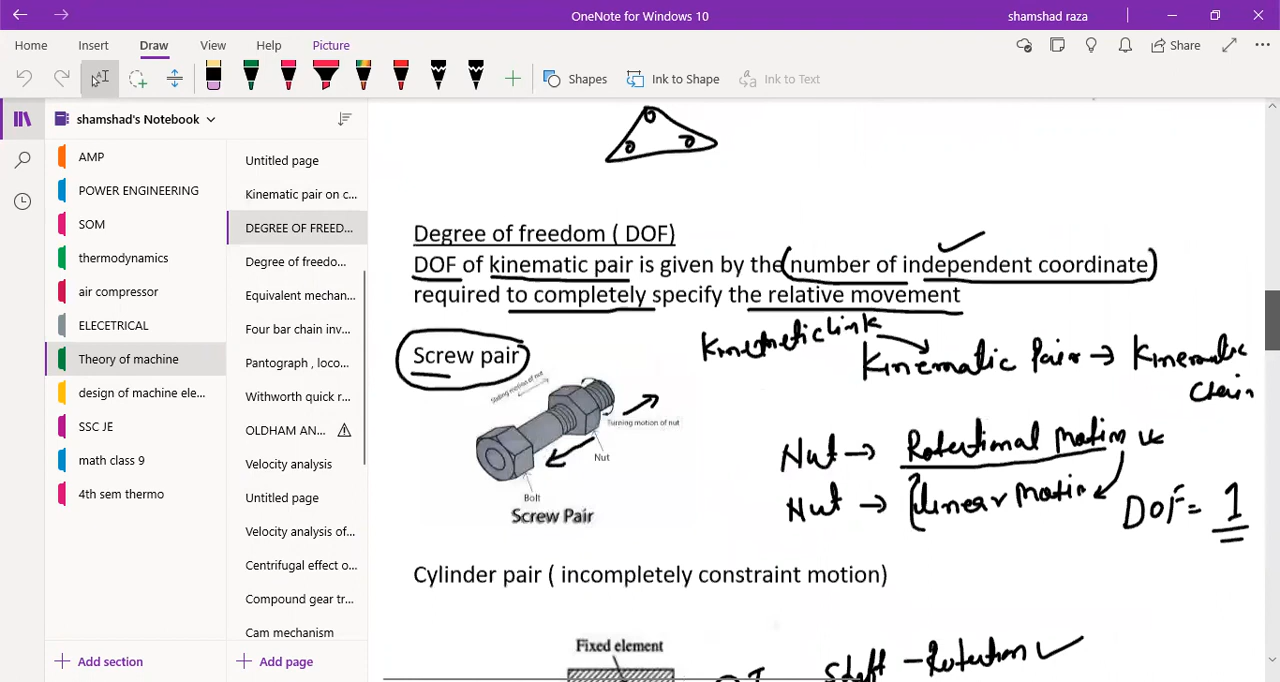 OneNote for Windows 10
shamshad raza
Home Insert Draw View Help Picture
Share
Shapes
Ink to Shape
Ink to Text
shamshad's Notebook
AMP
POWER ENGINEERING
SOM
thermodynamics
air compressor
ELECETRICAL
Theory of machine
design of machine ele...
SSC JE
math class 9
4th sem thermo
Add section
Untitled page
Kinematic pair on c...
DEGREE OF FREED...
Degree of freedo...
Equivalent mechan...
Four bar chain inv...
Pantograph , loco...
Withworth quick r...
OLDHAM AN...
Velocity analysis
Untitled page
Velocity analysis of...
Centrifugal effect o...
Compound gear tr...
Cam mechanism
Add page
Degree of freedom ( DOF)
DOF of kinematic pair is given by the number of independent coordinate
required to completely specify the relative movement
Screw pair
Sliding motion of nut
Turning motion of nut
Nut
Bolt
Screw Pair
link
Kinematic Pair → Kinematic
Chain
Nut → Rotational Motion
Nut → Linear Motion
DOF = 1
Cylinder pair ( incompletely constraint motion)
Fixed element
Shaft - Rotation